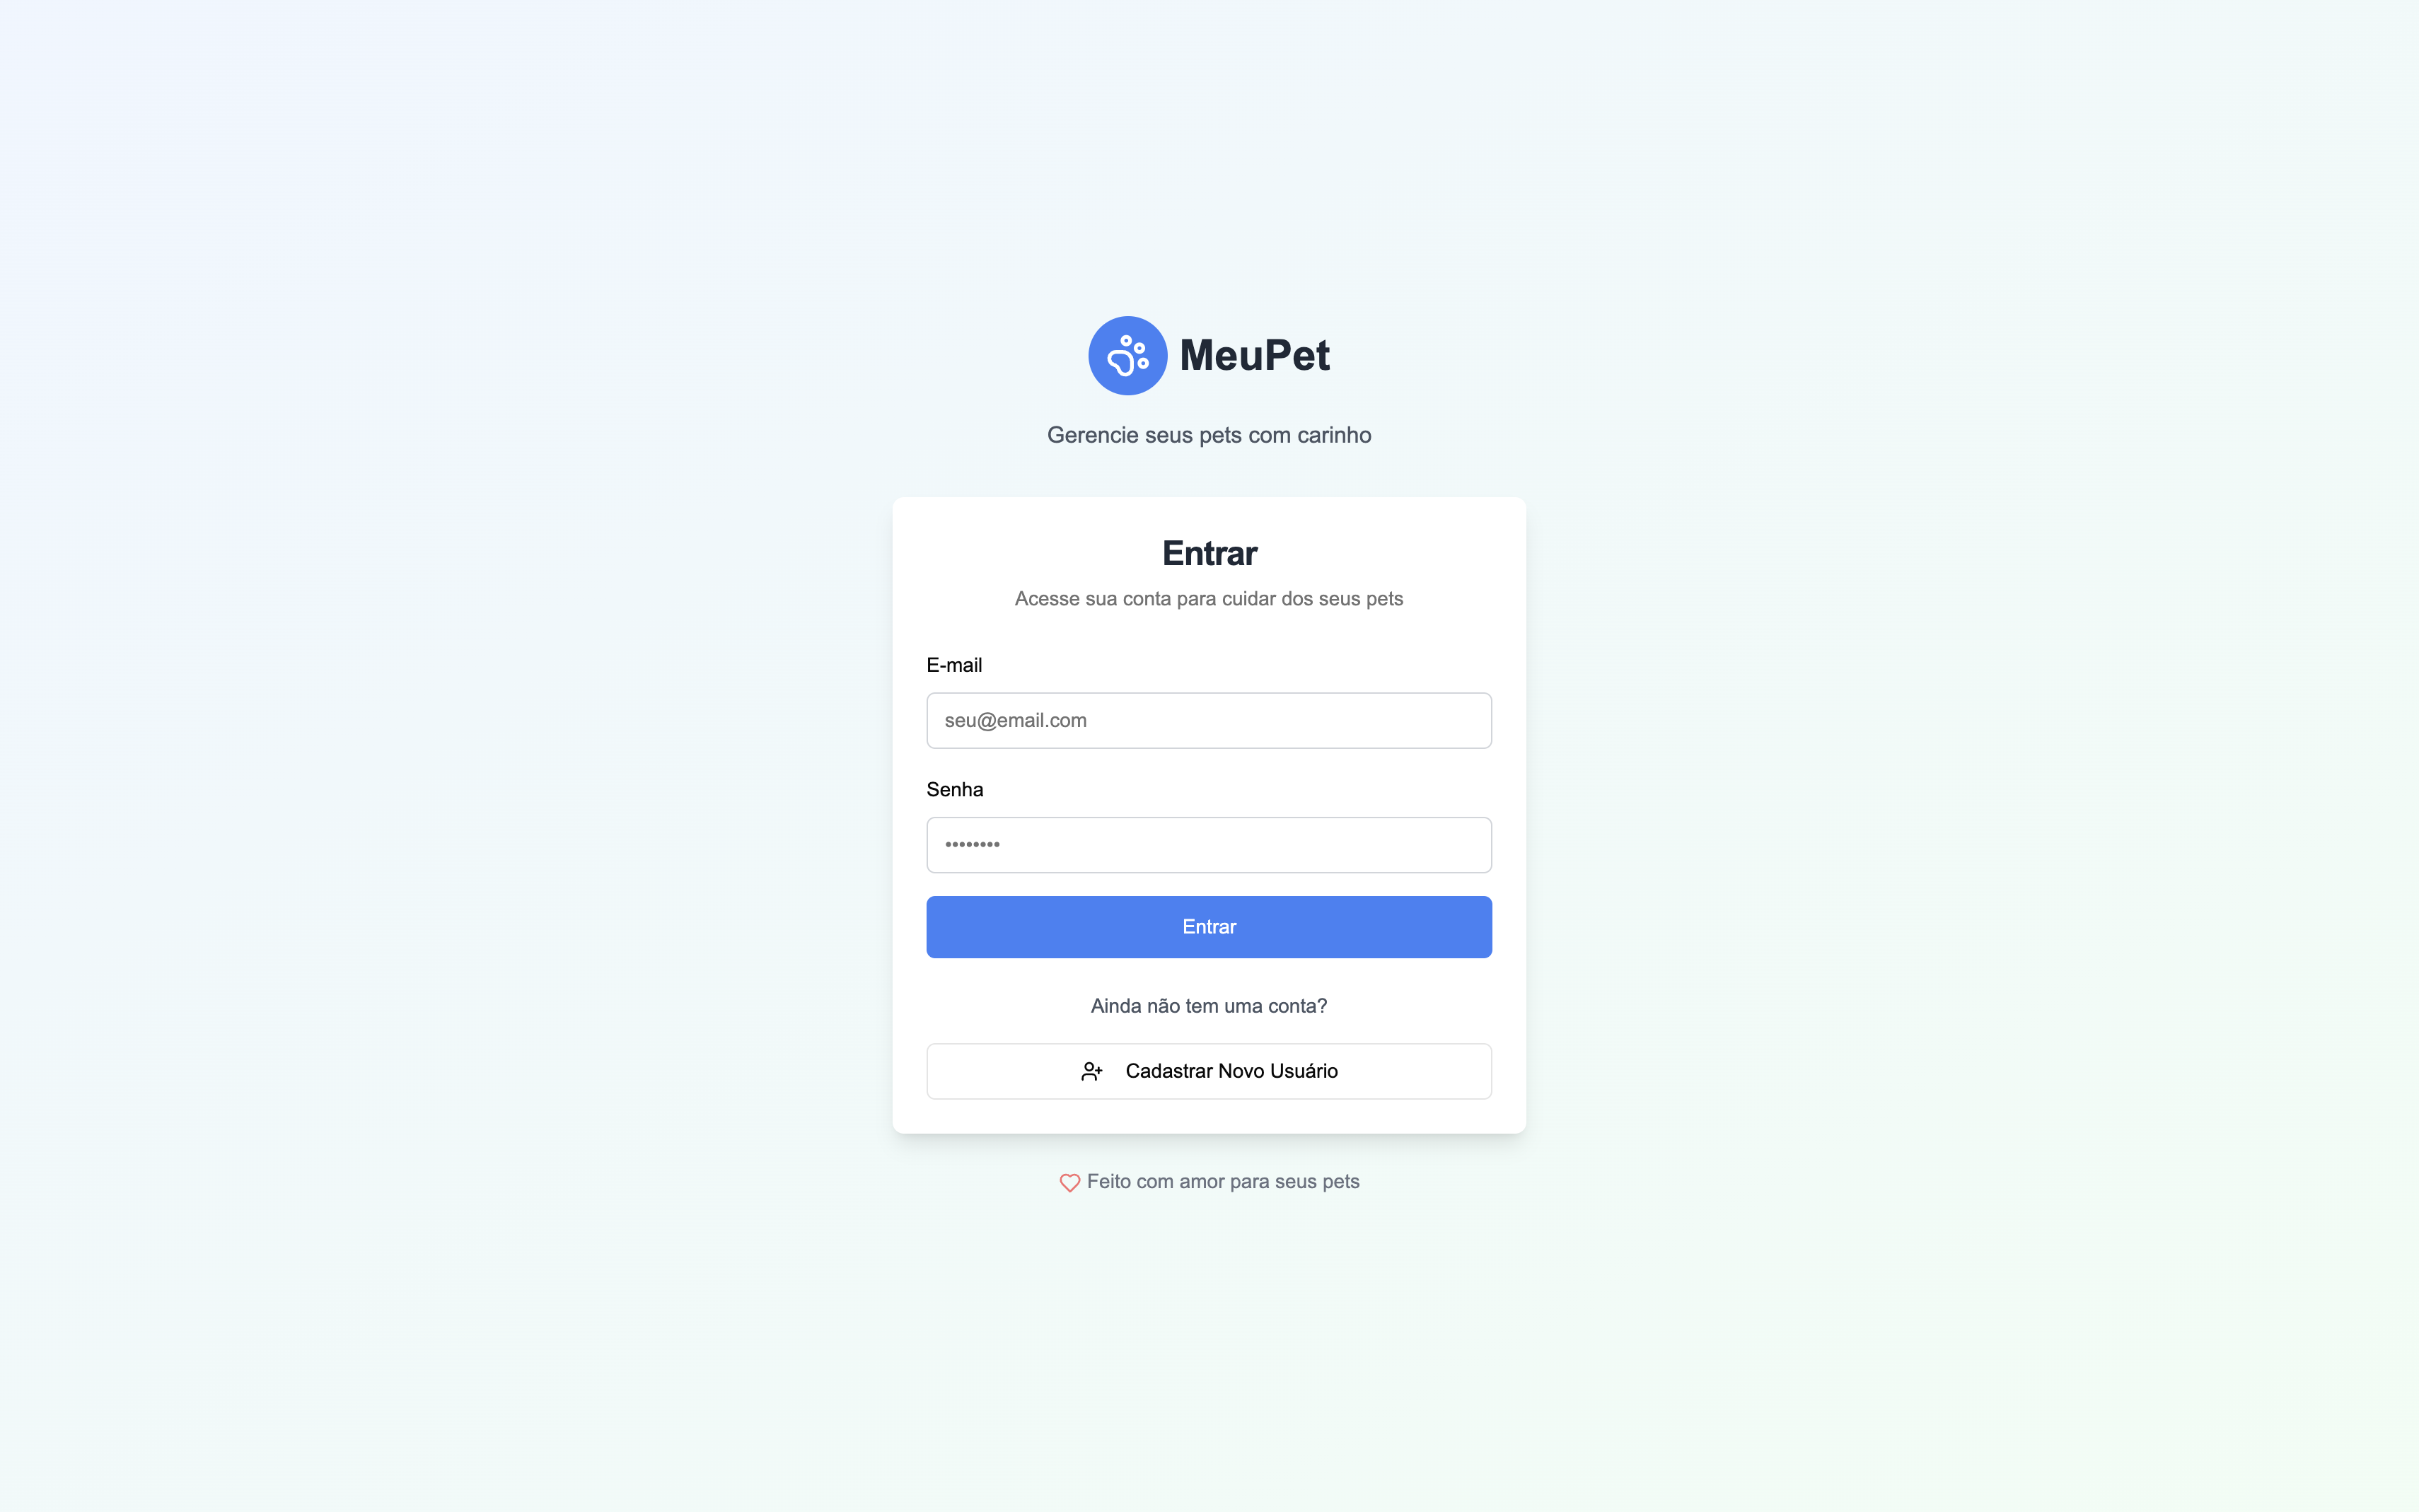 MeuPet
Gerencie seus pets com carinho
Entrar
Acesse sua conta para cuidar dos seus pets
E-mail
seu@email.com
Senha
••••••••
Entrar
Ainda não tem uma conta?
Cadastrar Novo Usuário
Feito com amor para seus pets